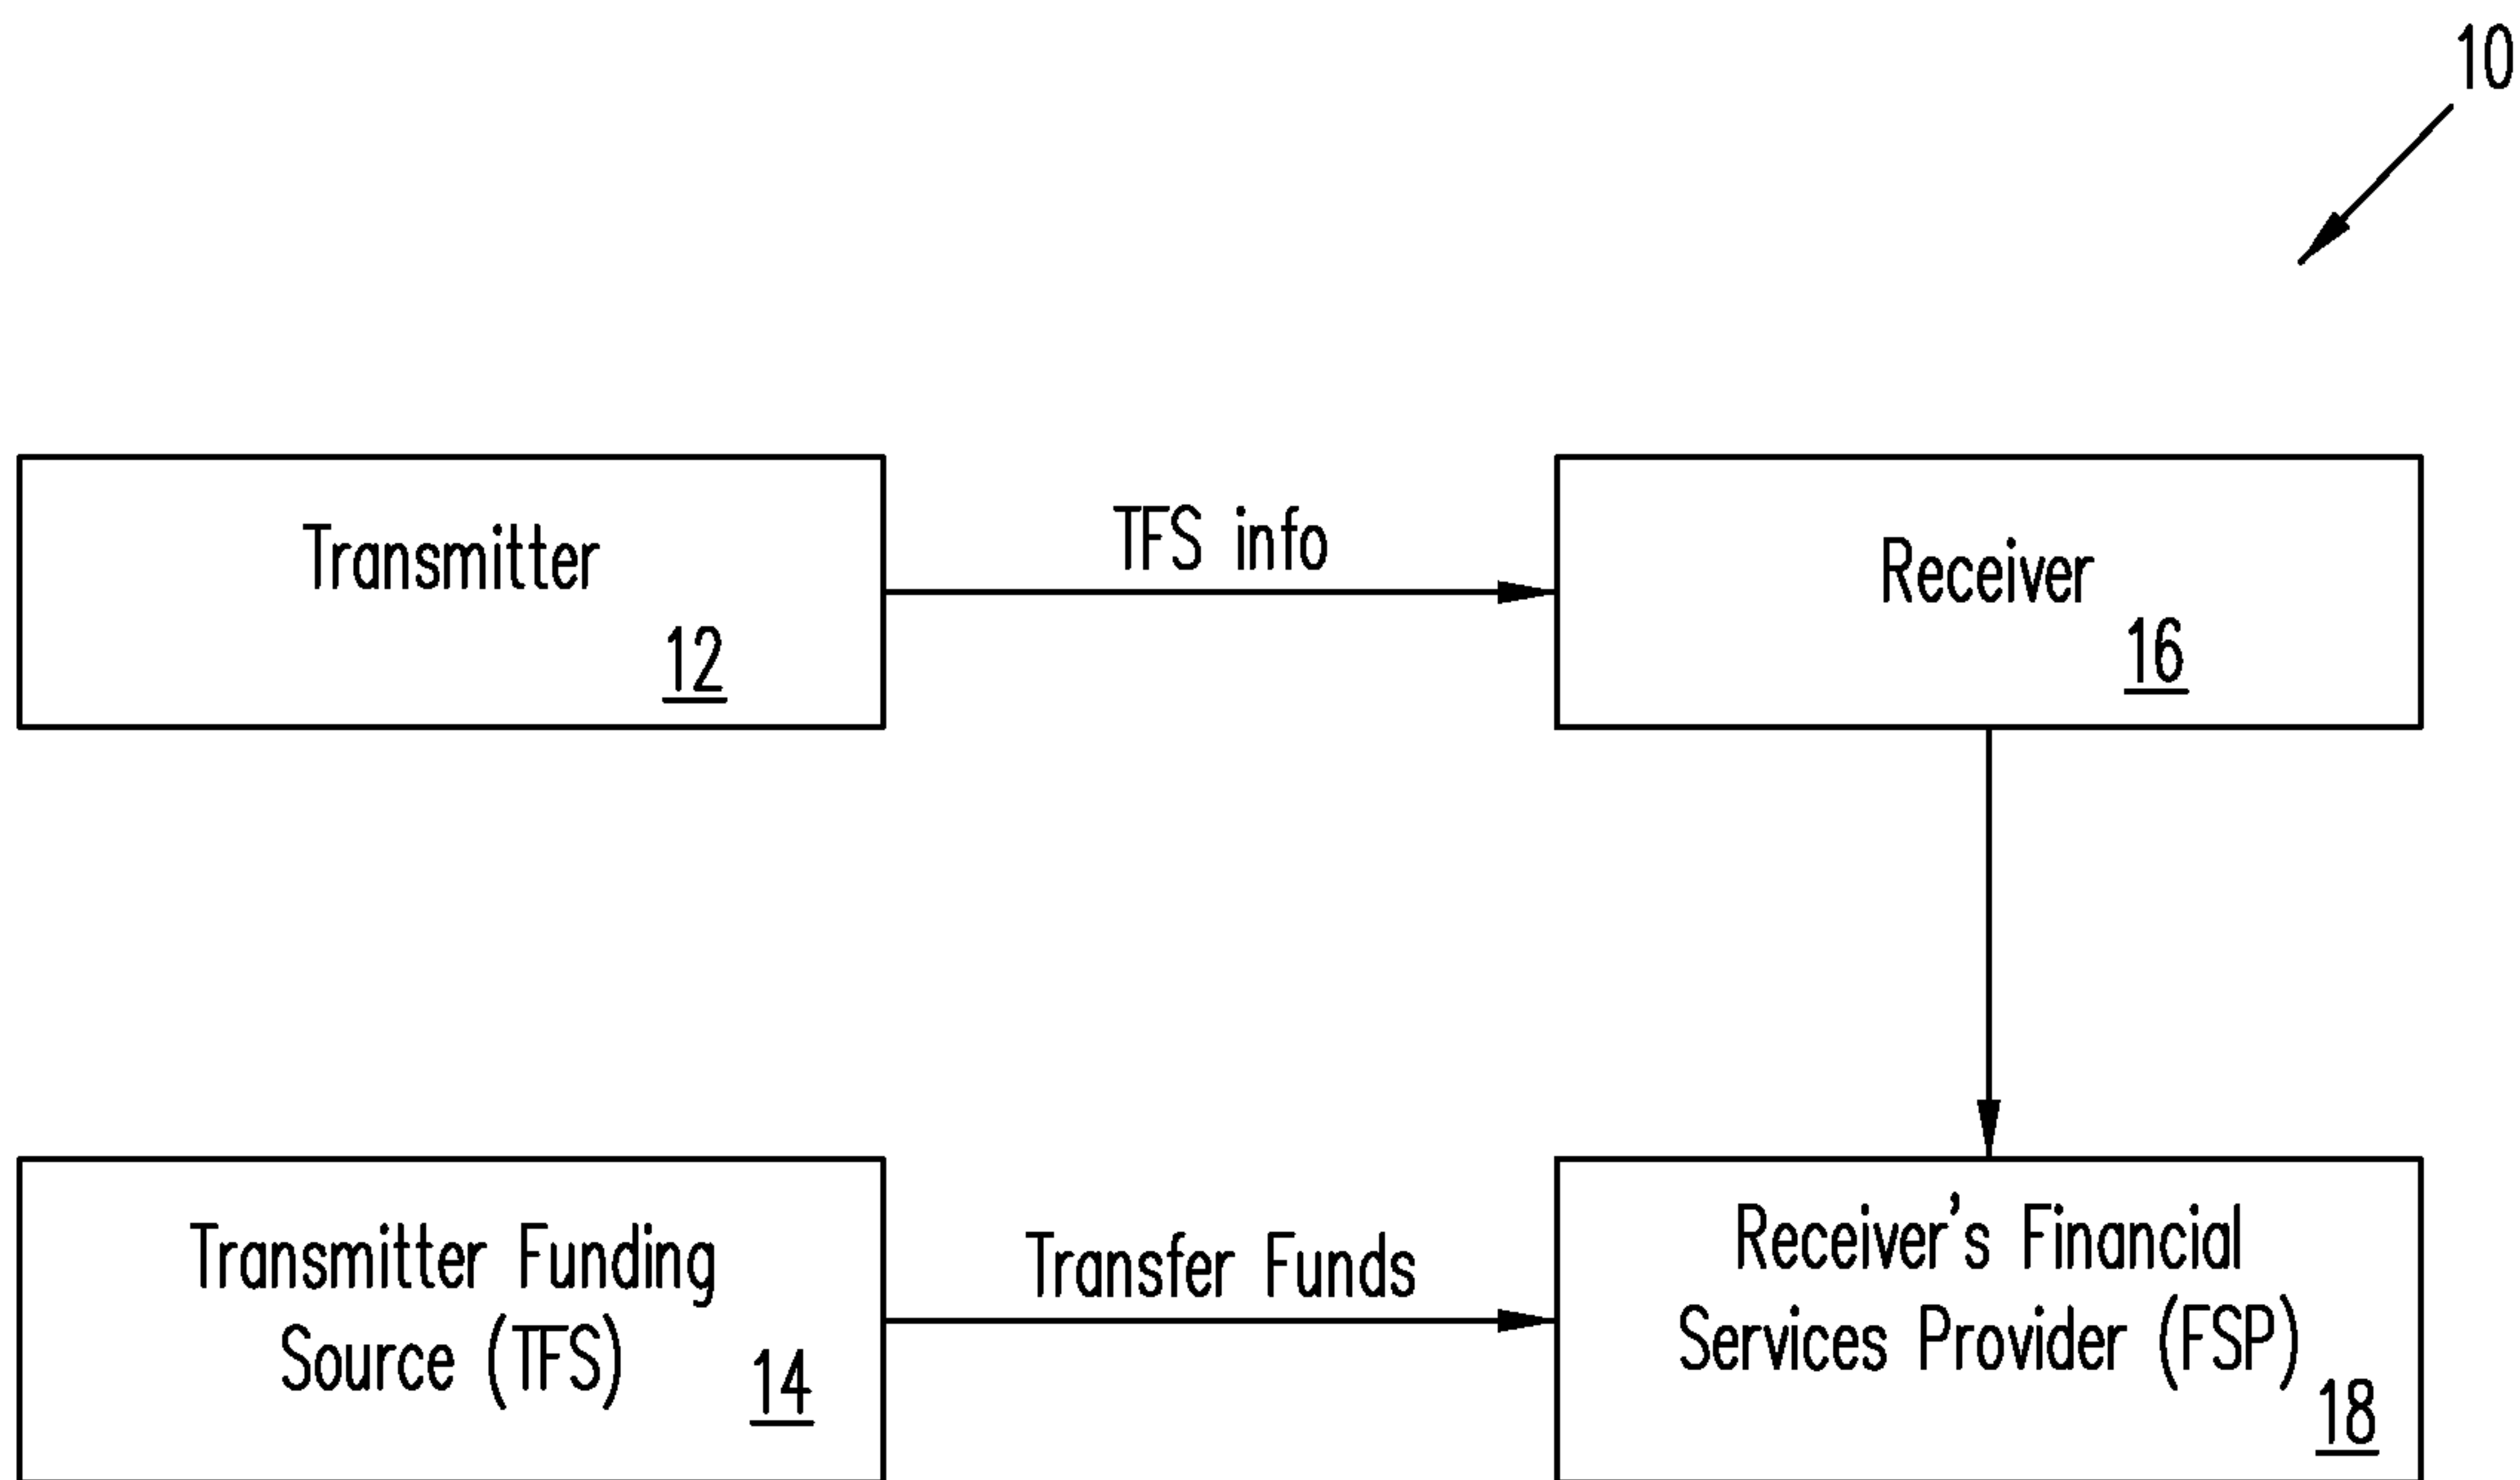 10
Transmitter
12
TFS info
Receiver
16
Transmitter Funding
Source (TFS)
14
Transfer Funds
Receiver's Financial
Services Provider (FSP)
18